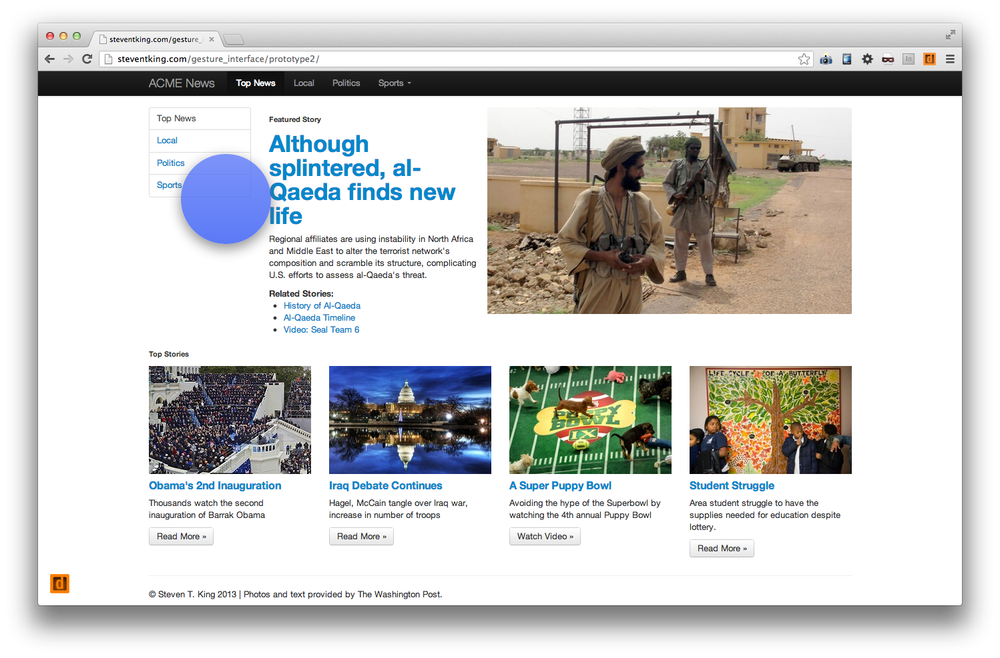 steventking.com/gesture_i
steventking.com/gesture_interface/prototype2/
ACME News Top News Local Politics Sports
Top News
Local
Politics
Sports
Featured Story
Although
splintered, al-
Qaeda finds new
life
Regional affiliates are using instability in North Africa
and Middle East to alter the terrorist network's
composition and scramble its structure, complicating
U.S. efforts to assess al-Qaeda's threat.
Related Stories:
History of Al-Qaeda
Al-Qaeda Timeline
Video: Seal Team 6
Top Stories
Obama's 2nd Inauguration
Thousands watch the second
inauguration of Barrak Obama
Read More »
Iraq Debate Continues
Hagel, McCain tangle over Iraq war,
increase in number of troops
Read More »
PUPPY
BOWL
IX
A Super Puppy Bowl
Avoiding the hype of the Superbowl by
watching the 4th annual Puppy Bowl
Watch Video »
LIFE CYCLE OF A BUTTERFLY
Student Struggle
Area student struggle to have the
supplies needed for education despite
lottery.
Read More »
d
© Steven T. King 2013 | Photos and text provided by The Washington Post.